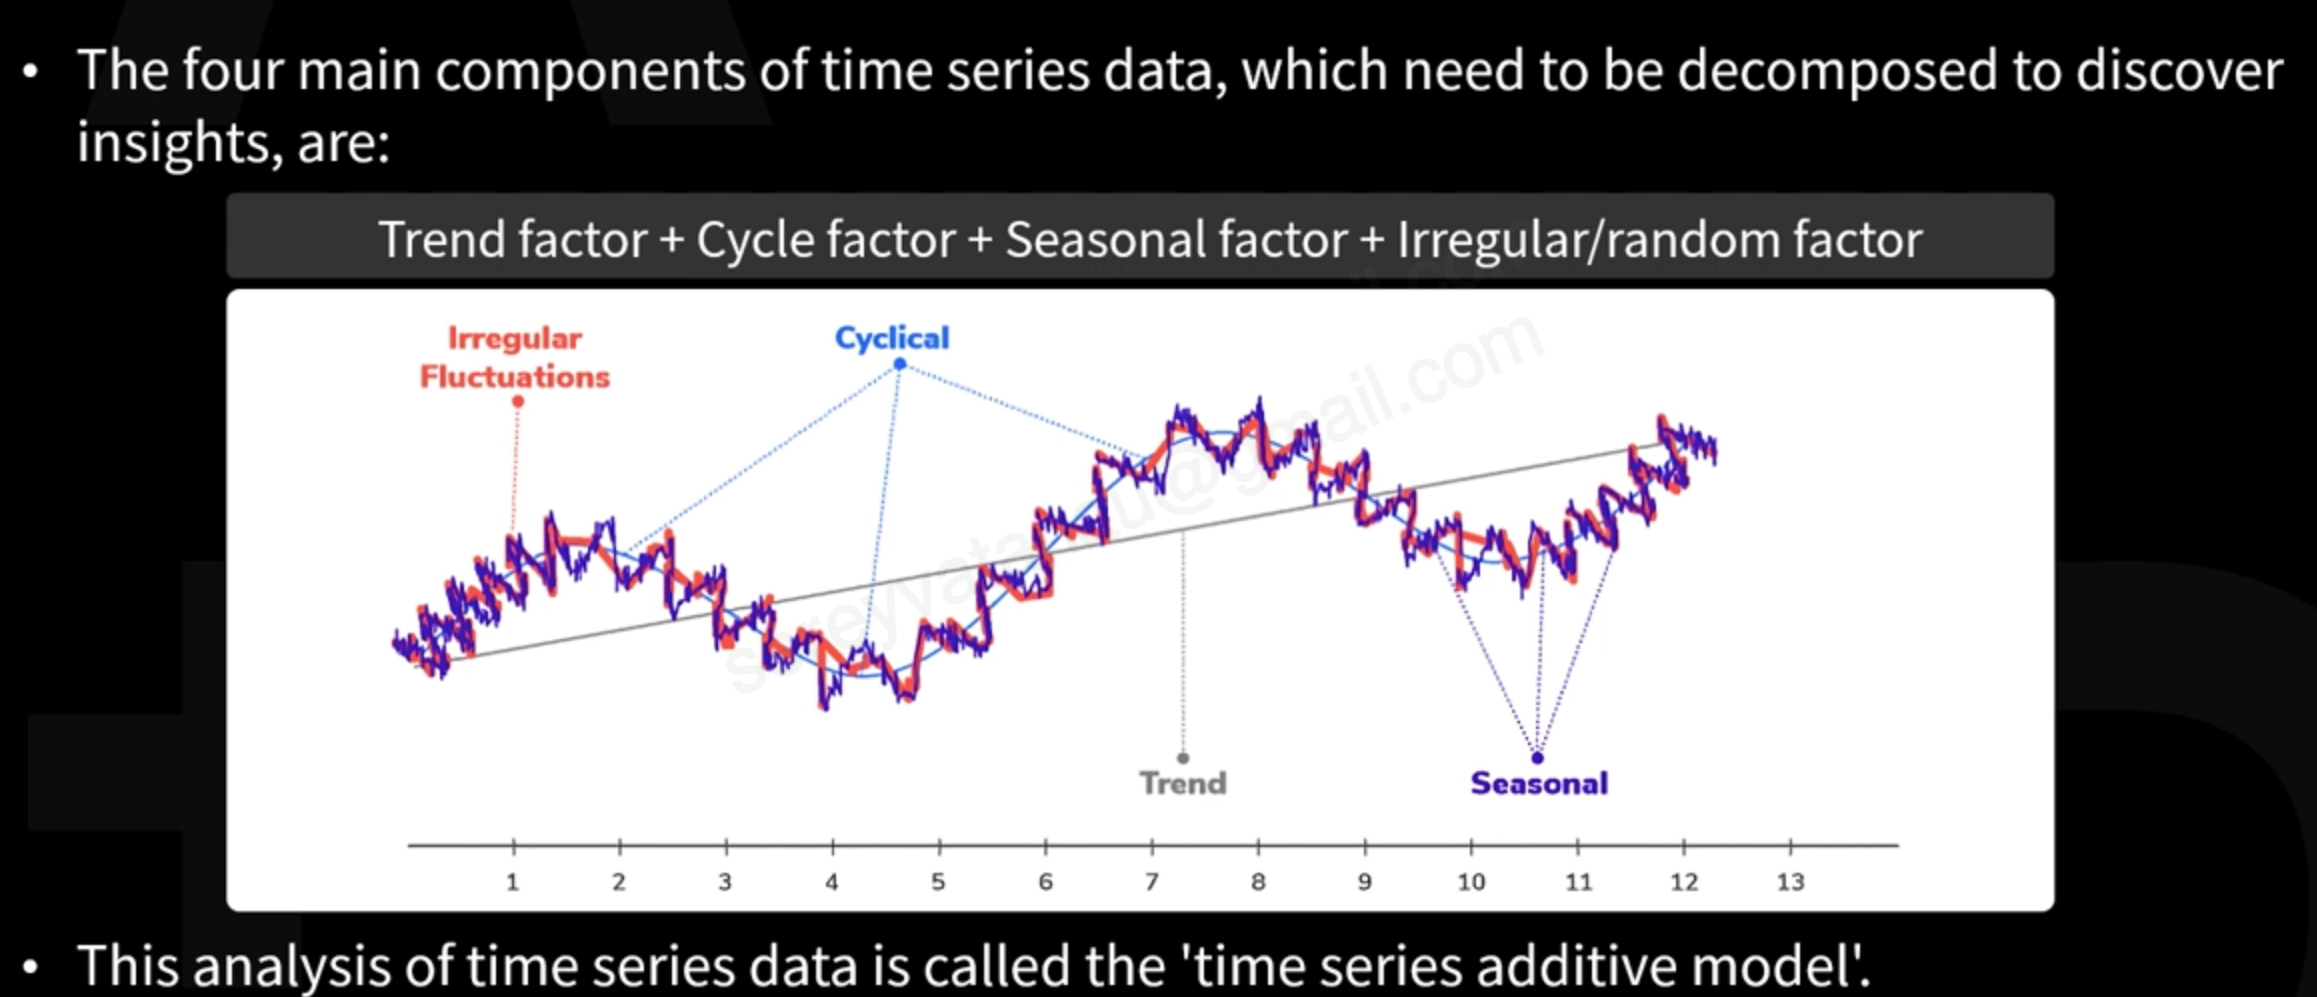 • The four main components of time series data, which need to be decomposed to discover
insights, are:
Trend factor + Cycle factor + Seasonal factor + Irregular/random factor
Irregular
Fluctuations
Cyclical
Trend
Seasonal
1 2 3 4 5 6 7 8 9 10 11 12 13
• This analysis of time series data is called the 'time series additive model'.